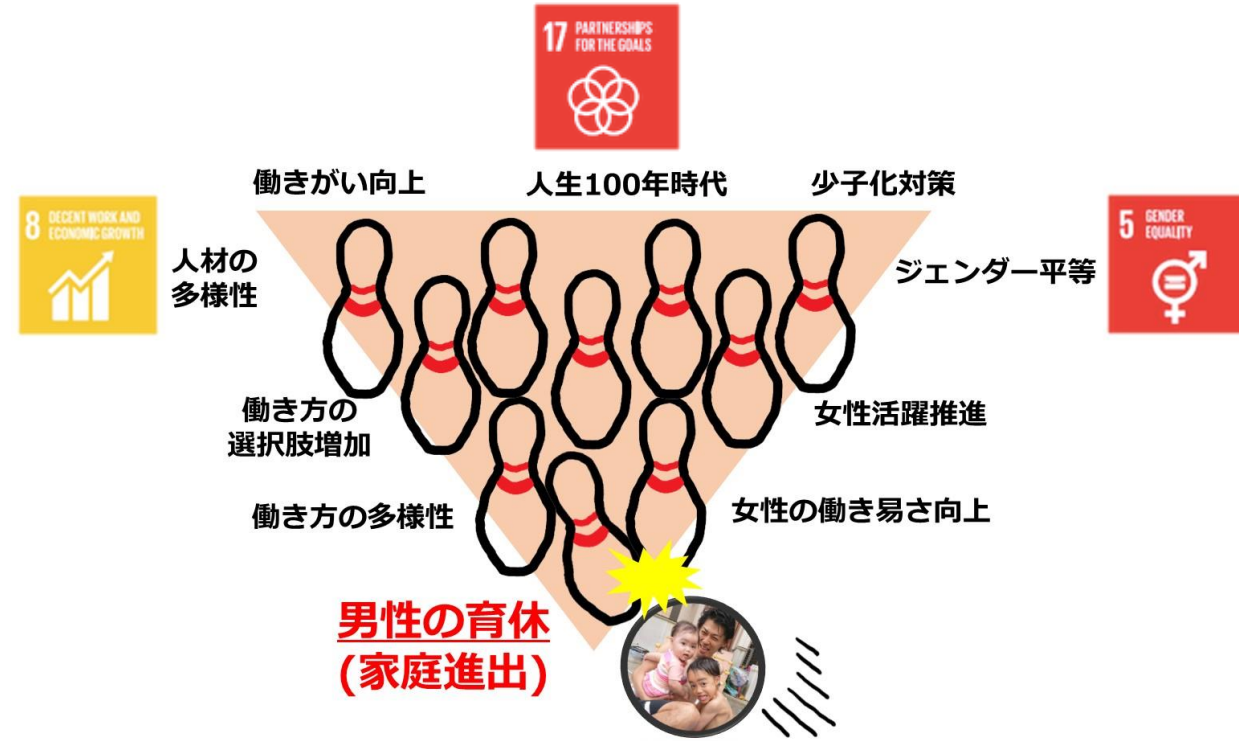 17 PARTNERSHIPS
FOR THE GOALS
働きがい向上
人生100年時代
少子化対策
8 DECENT WORK AND
ECONOMIC GROWTH
人材の
多様性
ジェンダー平等
5 GENDER
EQUALITY
働き方の
選択肢増加
女性活躍推進
働き方の多様性
女性の働き易さ向上
男性の育休
(家庭進出)